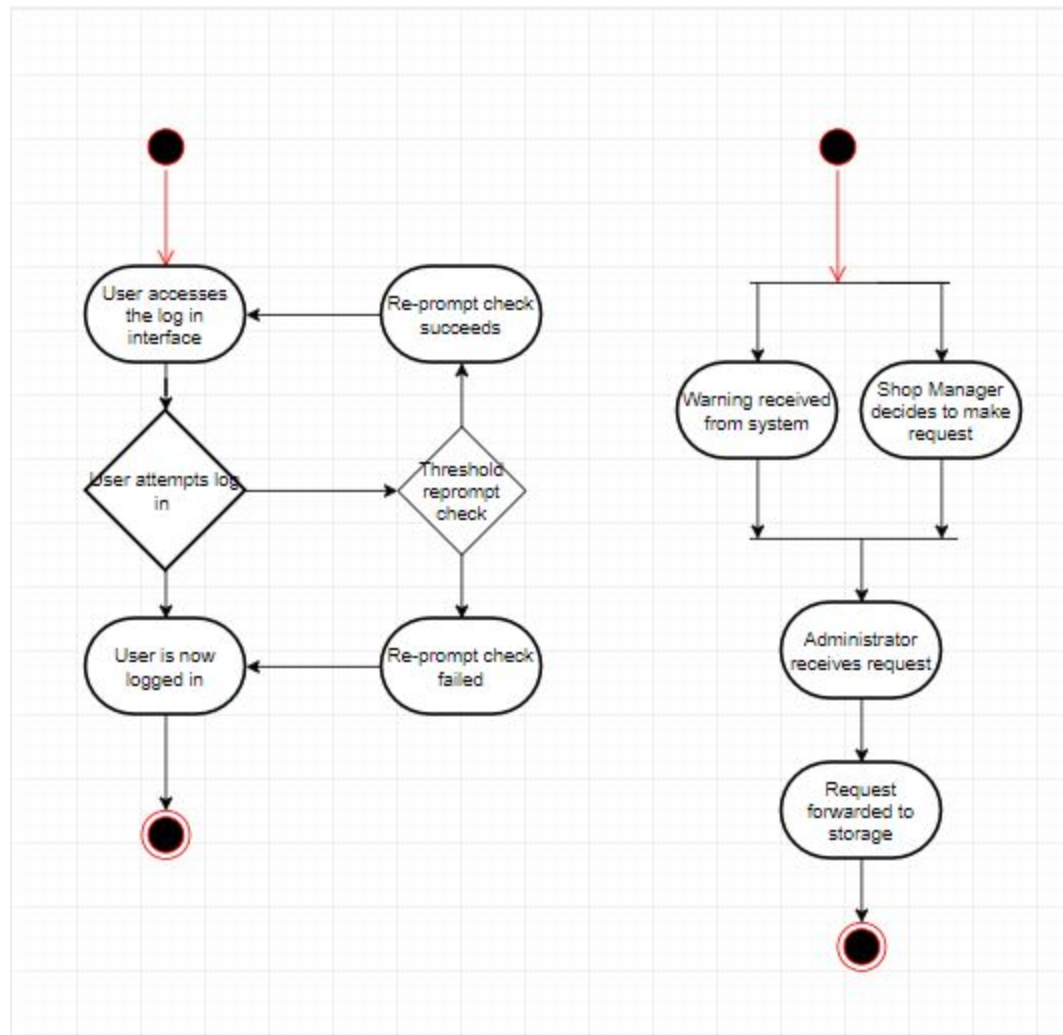 User accesses
the log in
interface
Re-prompt check
succeeds
User attempts log
in
Threshold
reprompt
check
User is now
logged in
Re-prompt check
failed
Warning received
from system
Shop Manager
decides to make
request
Administrator
receives request
Request
forwarded to
storage